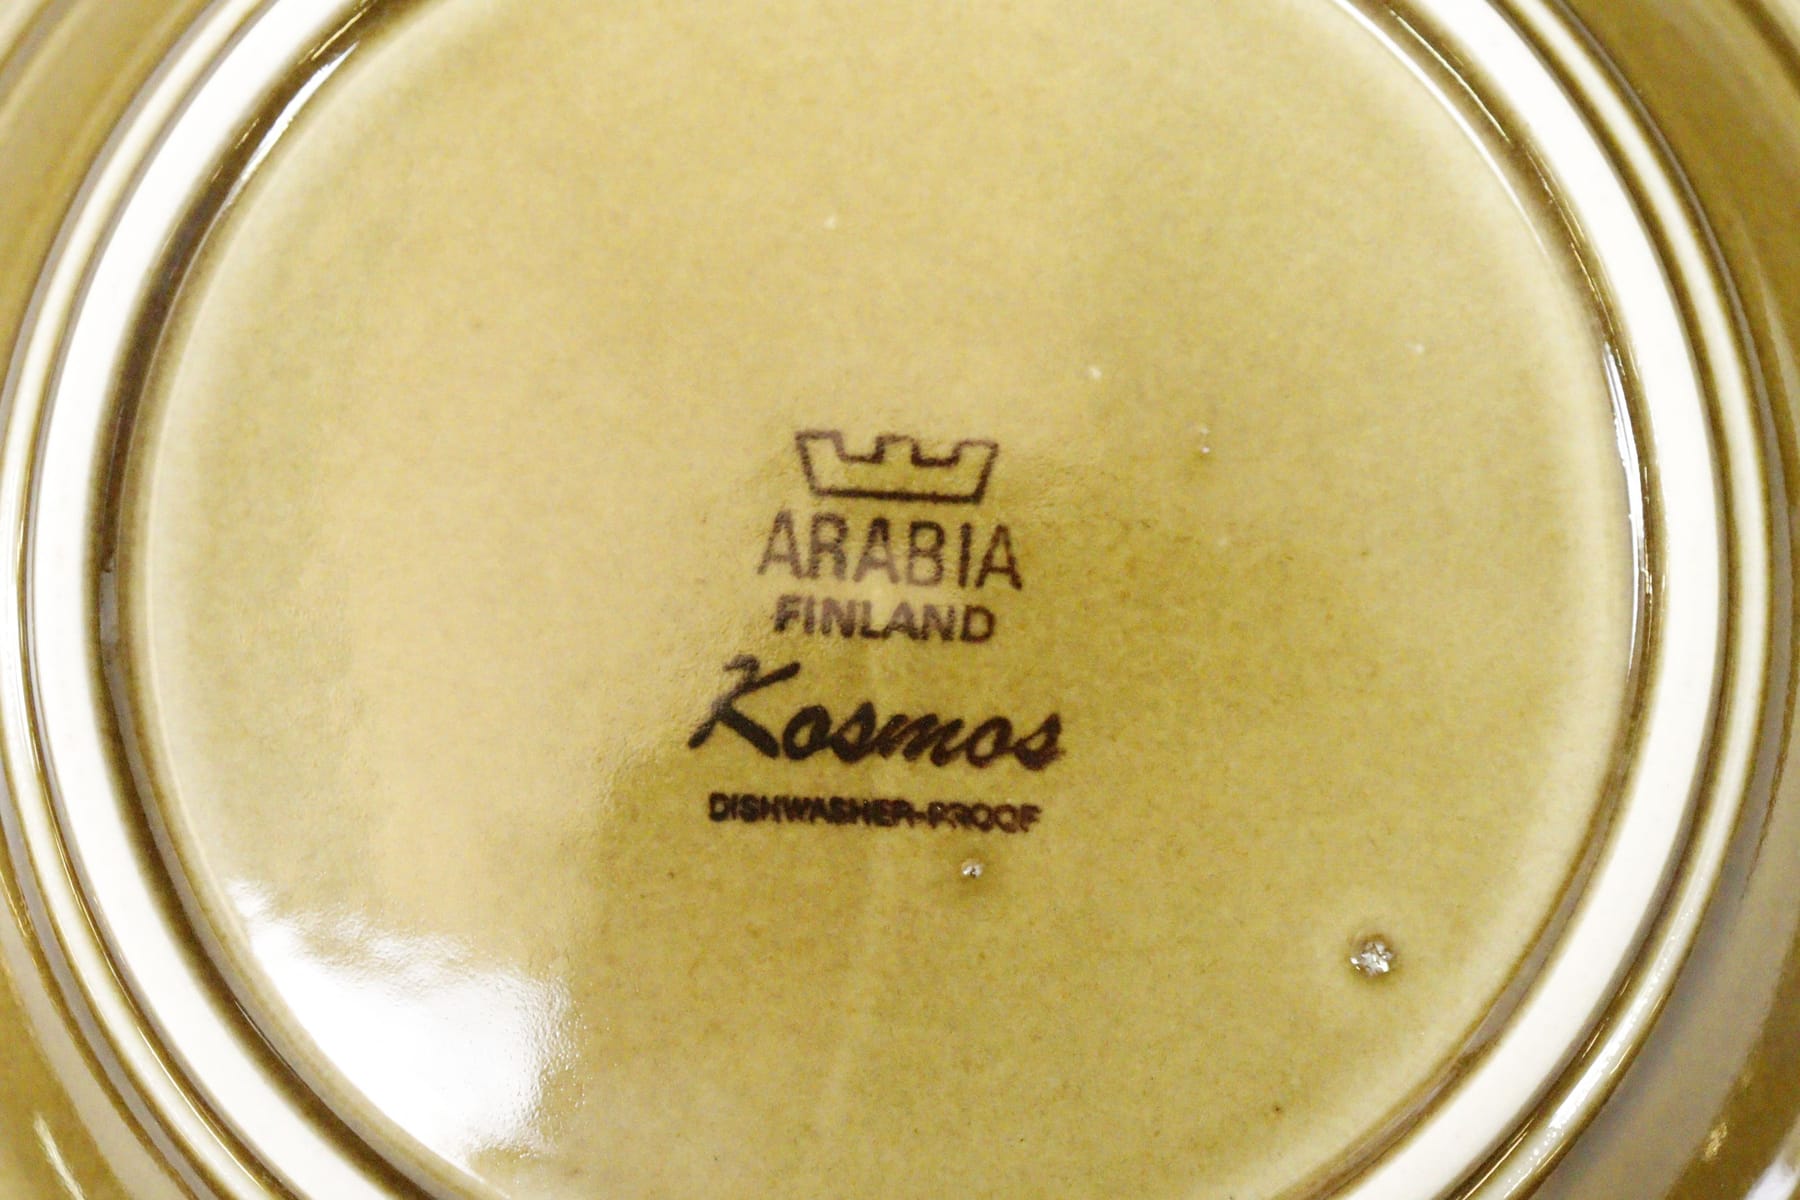 ARABIA
FINLAND
Kosmos
DISHWASHER-PROOF